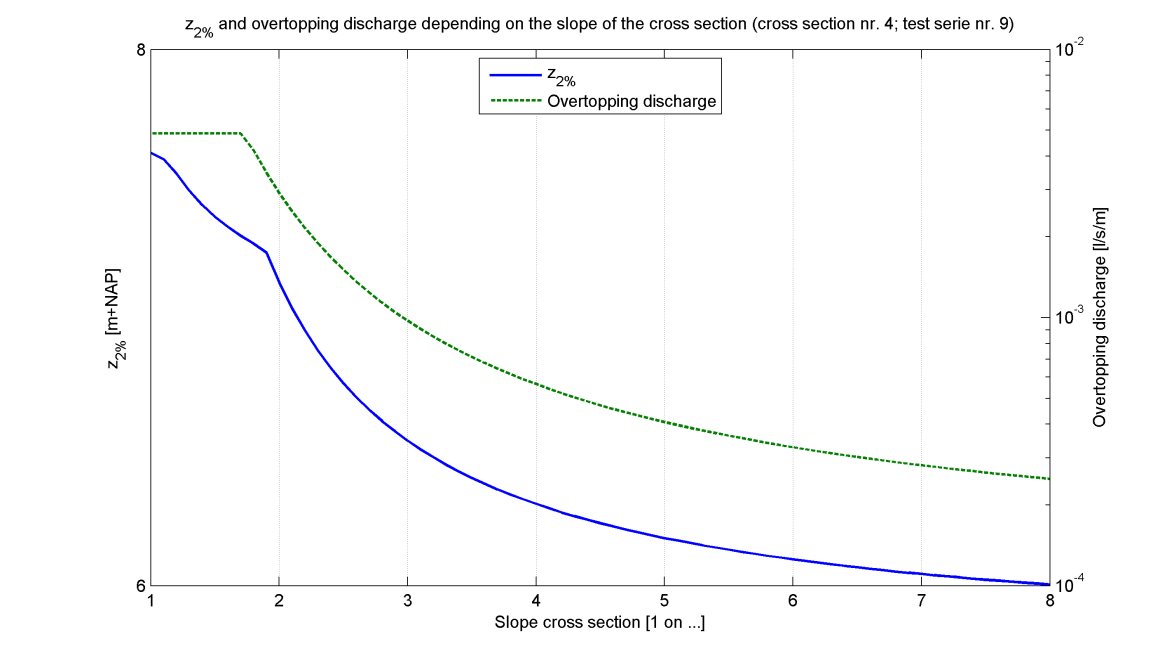 z2% and overtopping discharge depending on the slope of the cross section (cross section nr. 4; test serie nr. 9)
z2%
Overtopping discharge
8
6
z2% [m+NAP]
10-2
10-3
10-4
Overtopping discharge [l/s/m]
1 2 3 4 5 6 7 8
Slope cross section [1 on ...]